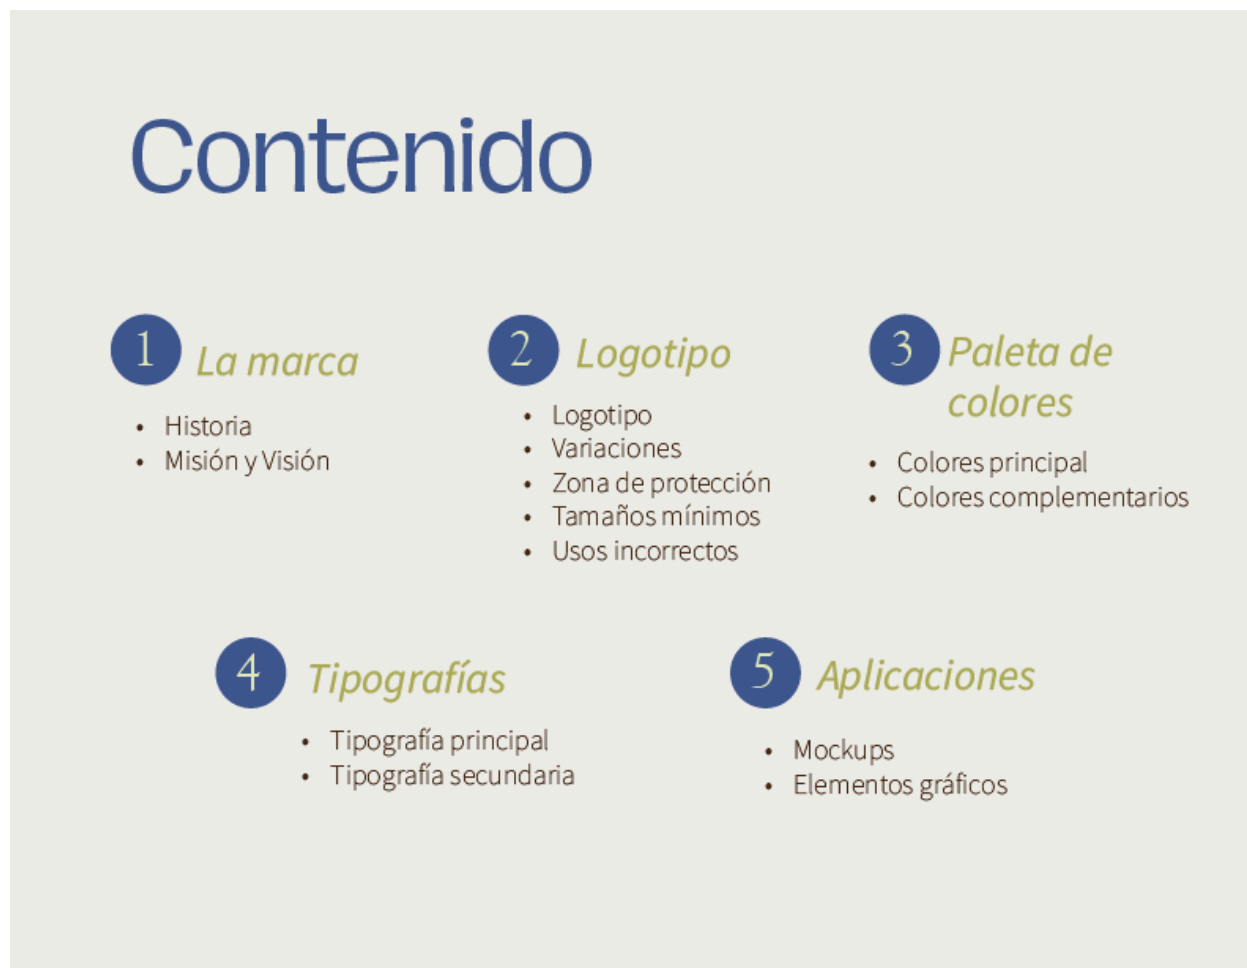 Contenido
1 La marca
• Historia
• Misión y Visión
2 Logotipo
• Logotipo
• Variaciones
• Zona de protección
• Tamaños mínimos
• Usos incorrectos
3 Paleta de
colores
• Colores principal
• Colores complementarios
4 Tipografías
• Tipografía principal
• Tipografía secundaria
5 Aplicaciones
• Mockups
• Elementos gráficos